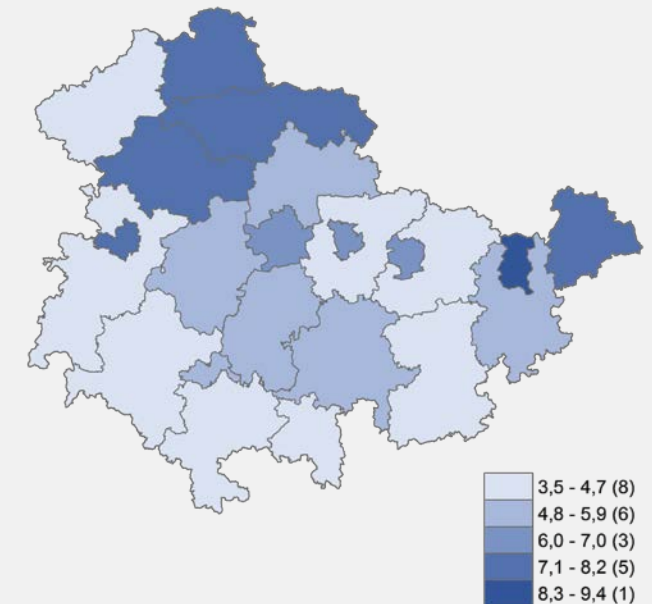 3,5 - 4,7 (8)
4,8 - 5,9 (6)
6,0 - 7,0 (3)
7,1 - 8,2 (5)
8,3 - 9,4 (1)